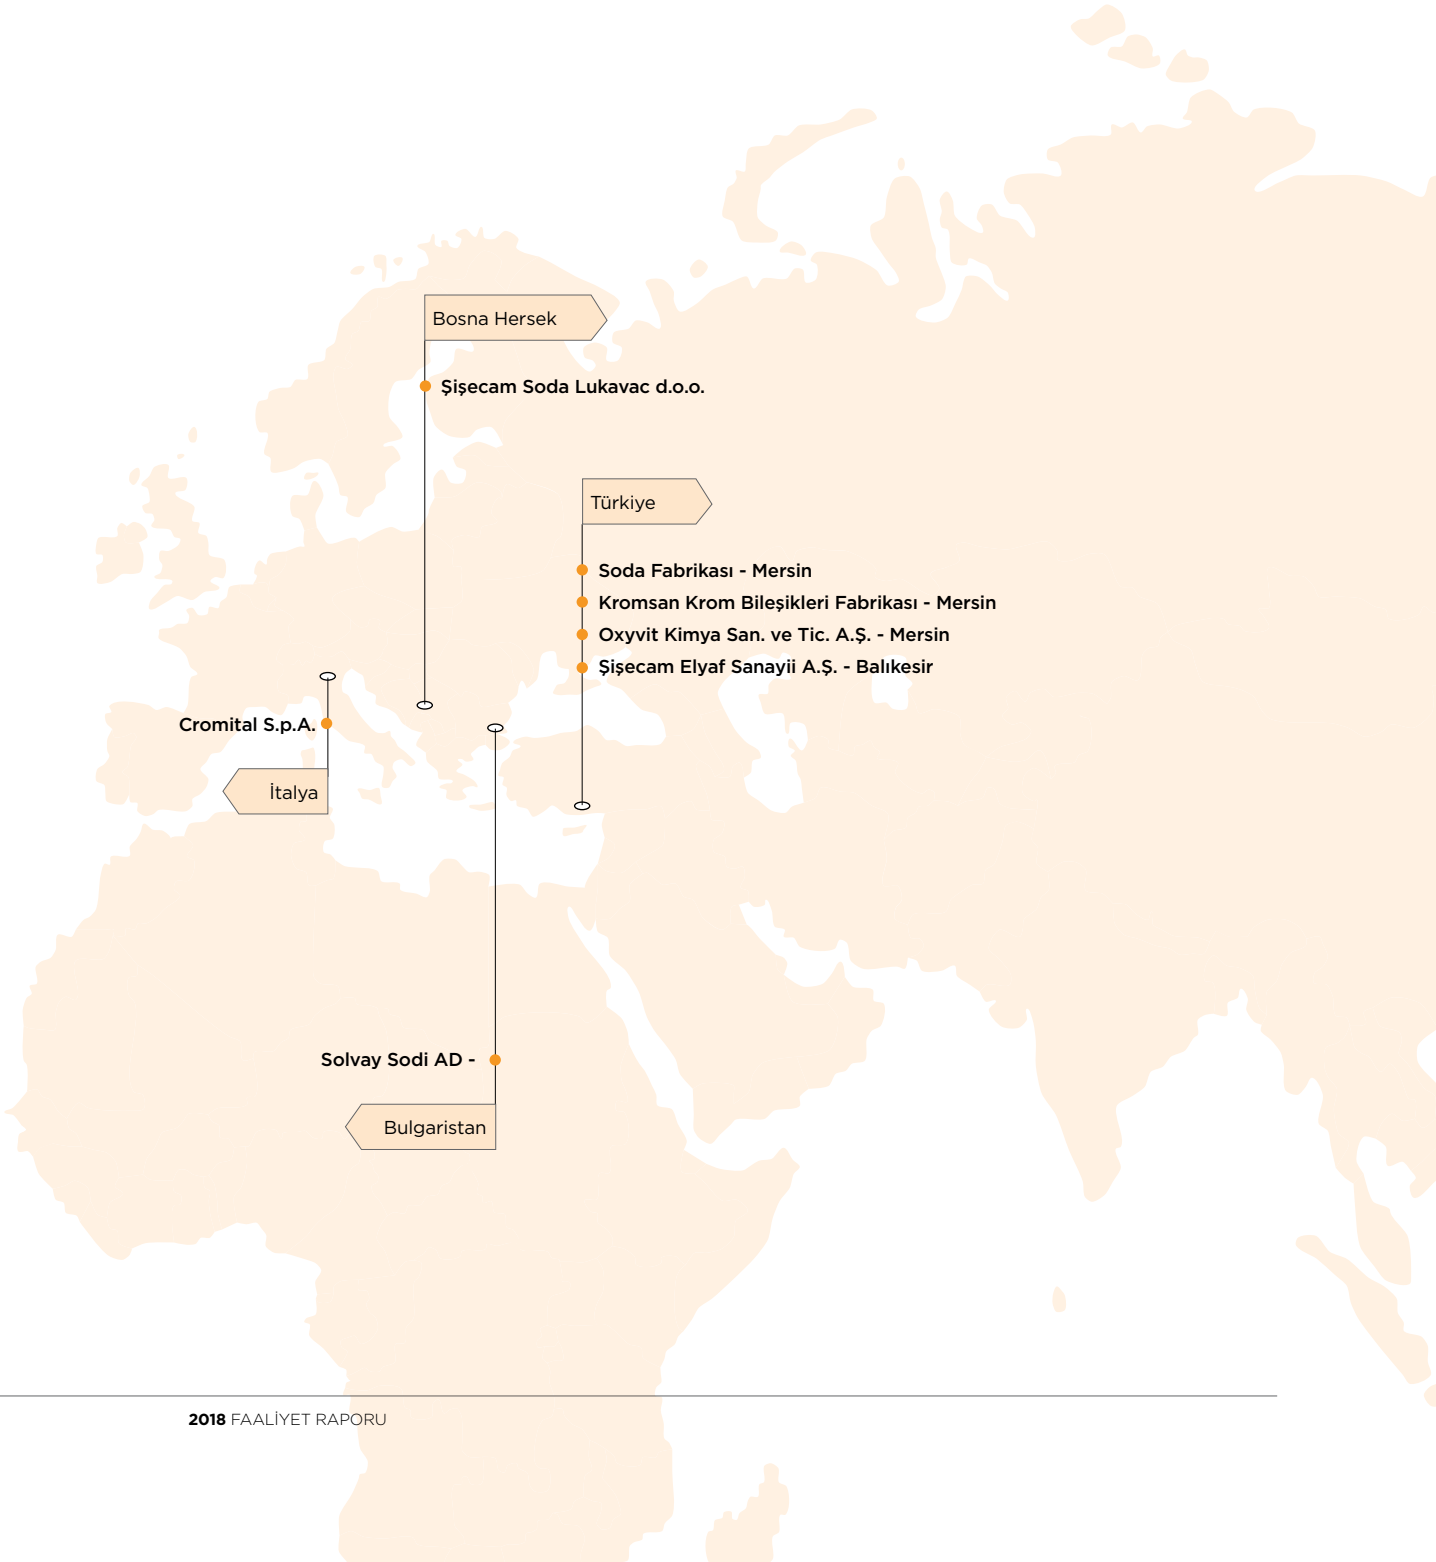 Bosna Hersek
Şişecam Soda Lukavac d.o.o.
Türkiye
Soda Fabrikası - Mersin
Kromsan Krom Bileşikleri Fabrikası - Mersin
Oxyvit Kimya San. ve Tic. A.Ş. - Mersin
Şişecam Elyaf Sanayii A.Ş. - Balıkesir
Cromital S.p.A.
İtalya
Solvay Sodi AD -
Bulgaristan
2018 FAALİYET RAPORU